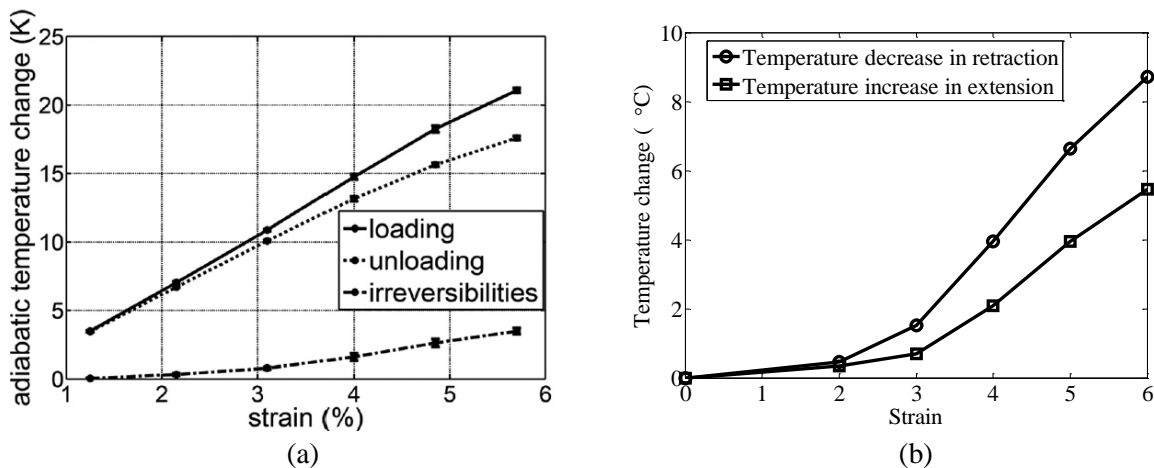 adiabatic temperature change (K)
25
20
15
10
5
0
loading
unloading
irreversibilities
1 2 3 4 5 6
strain (%)
(a)
Temperature change ( °C)
10
8
6
4
2
0
Temperature decrease in retraction
Temperature increase in extension
0 1 2 3 4 5 6
Strain
(b)